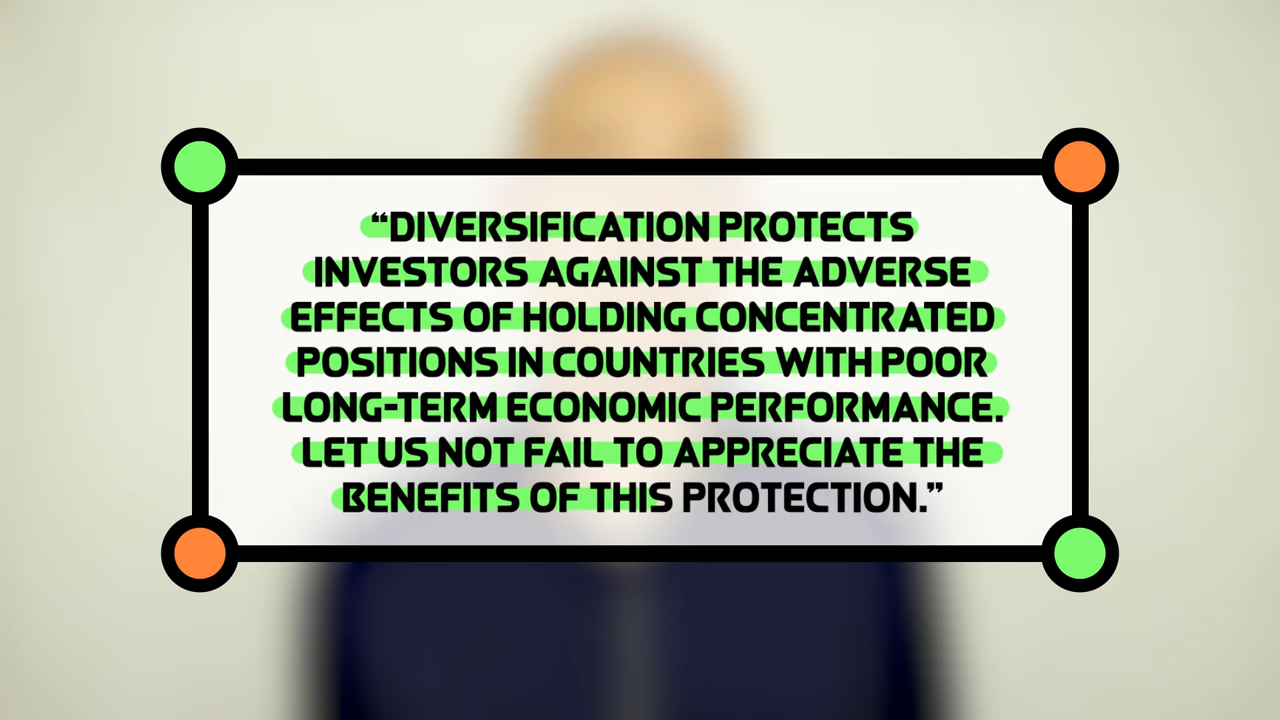 “DIVERSIFICATION PROTECTS
INVESTORS AGAINST THE ADVERSE
EFFECTS OF HOLDING CONCENTRATED
POSITIONS IN COUNTRIES WITH POOR
LONG-TERM ECONOMIC PERFORMANCE.
LET US NOT FAIL TO APPRECIATE THE
BENEFITS OF THIS PROTECTION.”